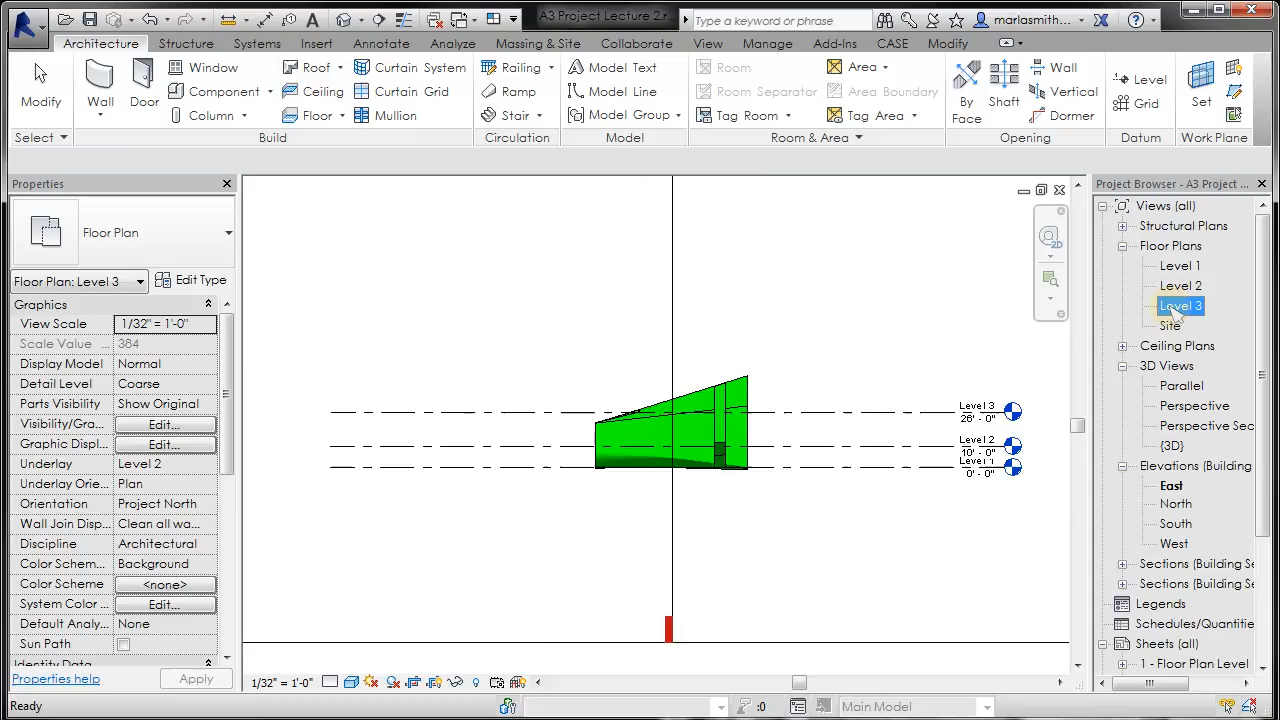 A3 Project Lecture 2.r...
Type a keyword or phrase
marlasmith...
Architecture Structure Systems Insert Annotate Analyze Massing & Site Collaborate View Manage Add-Ins CASE Modify
Modify
Wall
Door
Window
Component
Column
Roof
Ceiling
Floor
Curtain System
Curtain Grid
Mullion
Railing
Ramp
Stair
Model Text
Model Line
Model Group
Room
Room Separator
Tag Room
Area
Area Boundary
Tag Area
By Face
Shaft
Wall
Vertical
Dormer
Level
Grid
Set
Select Build Circulation Model Room & Area Opening Datum Work Plane
Properties
Floor Plan
Floor Plan: Level 3 Edit Type
Graphics
View Scale 1/32" = 1'-0"
Scale Value ... 384
Display Model Normal
Detail Level Coarse
Parts Visibility Show Original
Visibility/Gra... Edit...
Graphic Displ... Edit...
Underlay Level 2
Underlay Orie... Plan
Orientation Project North
Wall Join Disp... Clean all wa...
Discipline Architectural
Color Schem... Background
Color Scheme <none>
System Color ... Edit...
Default Analy... None
Sun Path
Identity Data
Properties help Apply
2D
Level 3
26' - 0"
Level 2
10' - 0"
Level 1
0' - 0"
1/32" = 1'-0"
Project Browser - A3 Project ...
Views (all)
Structural Plans
Floor Plans
Level 1
Level 2
Level 3
Site
Ceiling Plans
3D Views
Parallel
Perspective
Perspective Sec
{3D}
Elevations (Building
East
North
South
West
Sections (Building Se
Sections (Building Se
Legends
Schedules/Quantitie
Sheets (all)
1 - Floor Plan Level
Ready
:0
Main Model